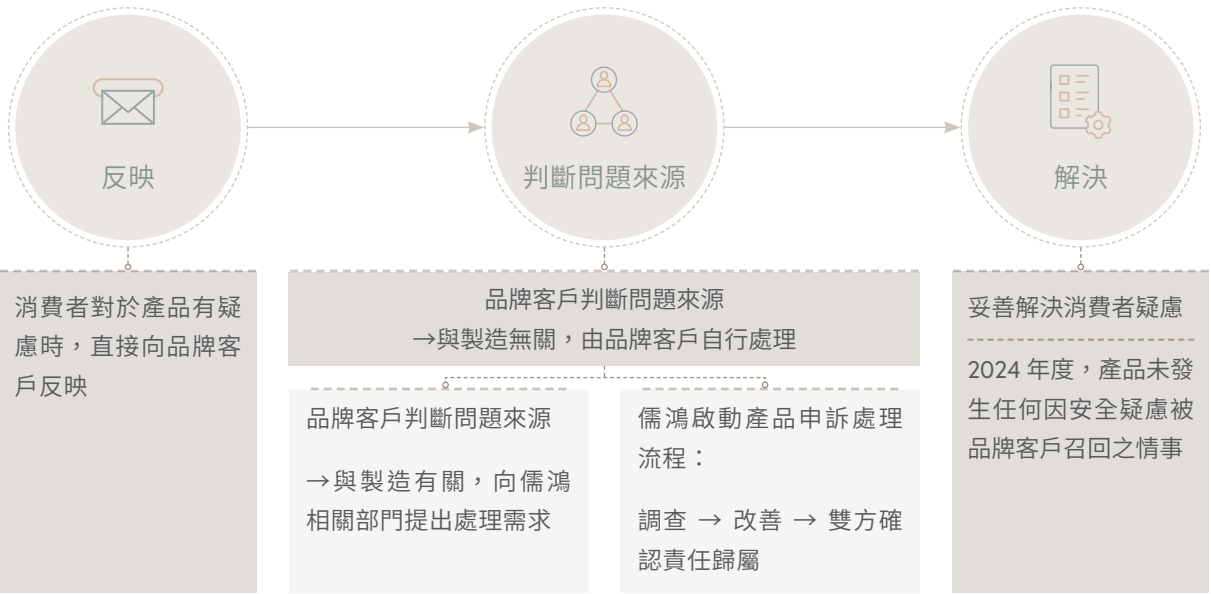 反映
判斷問題來源
解決
消費者對於產品有疑
慮時，直接向品牌客
戶反映
品牌客戶判斷問題來源
→與製造無關，由品牌客戶自行處理
品牌客戶判斷問題來源
→與製造有關，向儒鴻
相關部門提出處理需求
儒鴻啟動產品申訴處理
流程：
調查 → 改善 → 雙方確
認責任歸屬
妥善解決消費者疑慮
2024 年度，產品未發
生任何因安全疑慮被
品牌客戶召回之情事